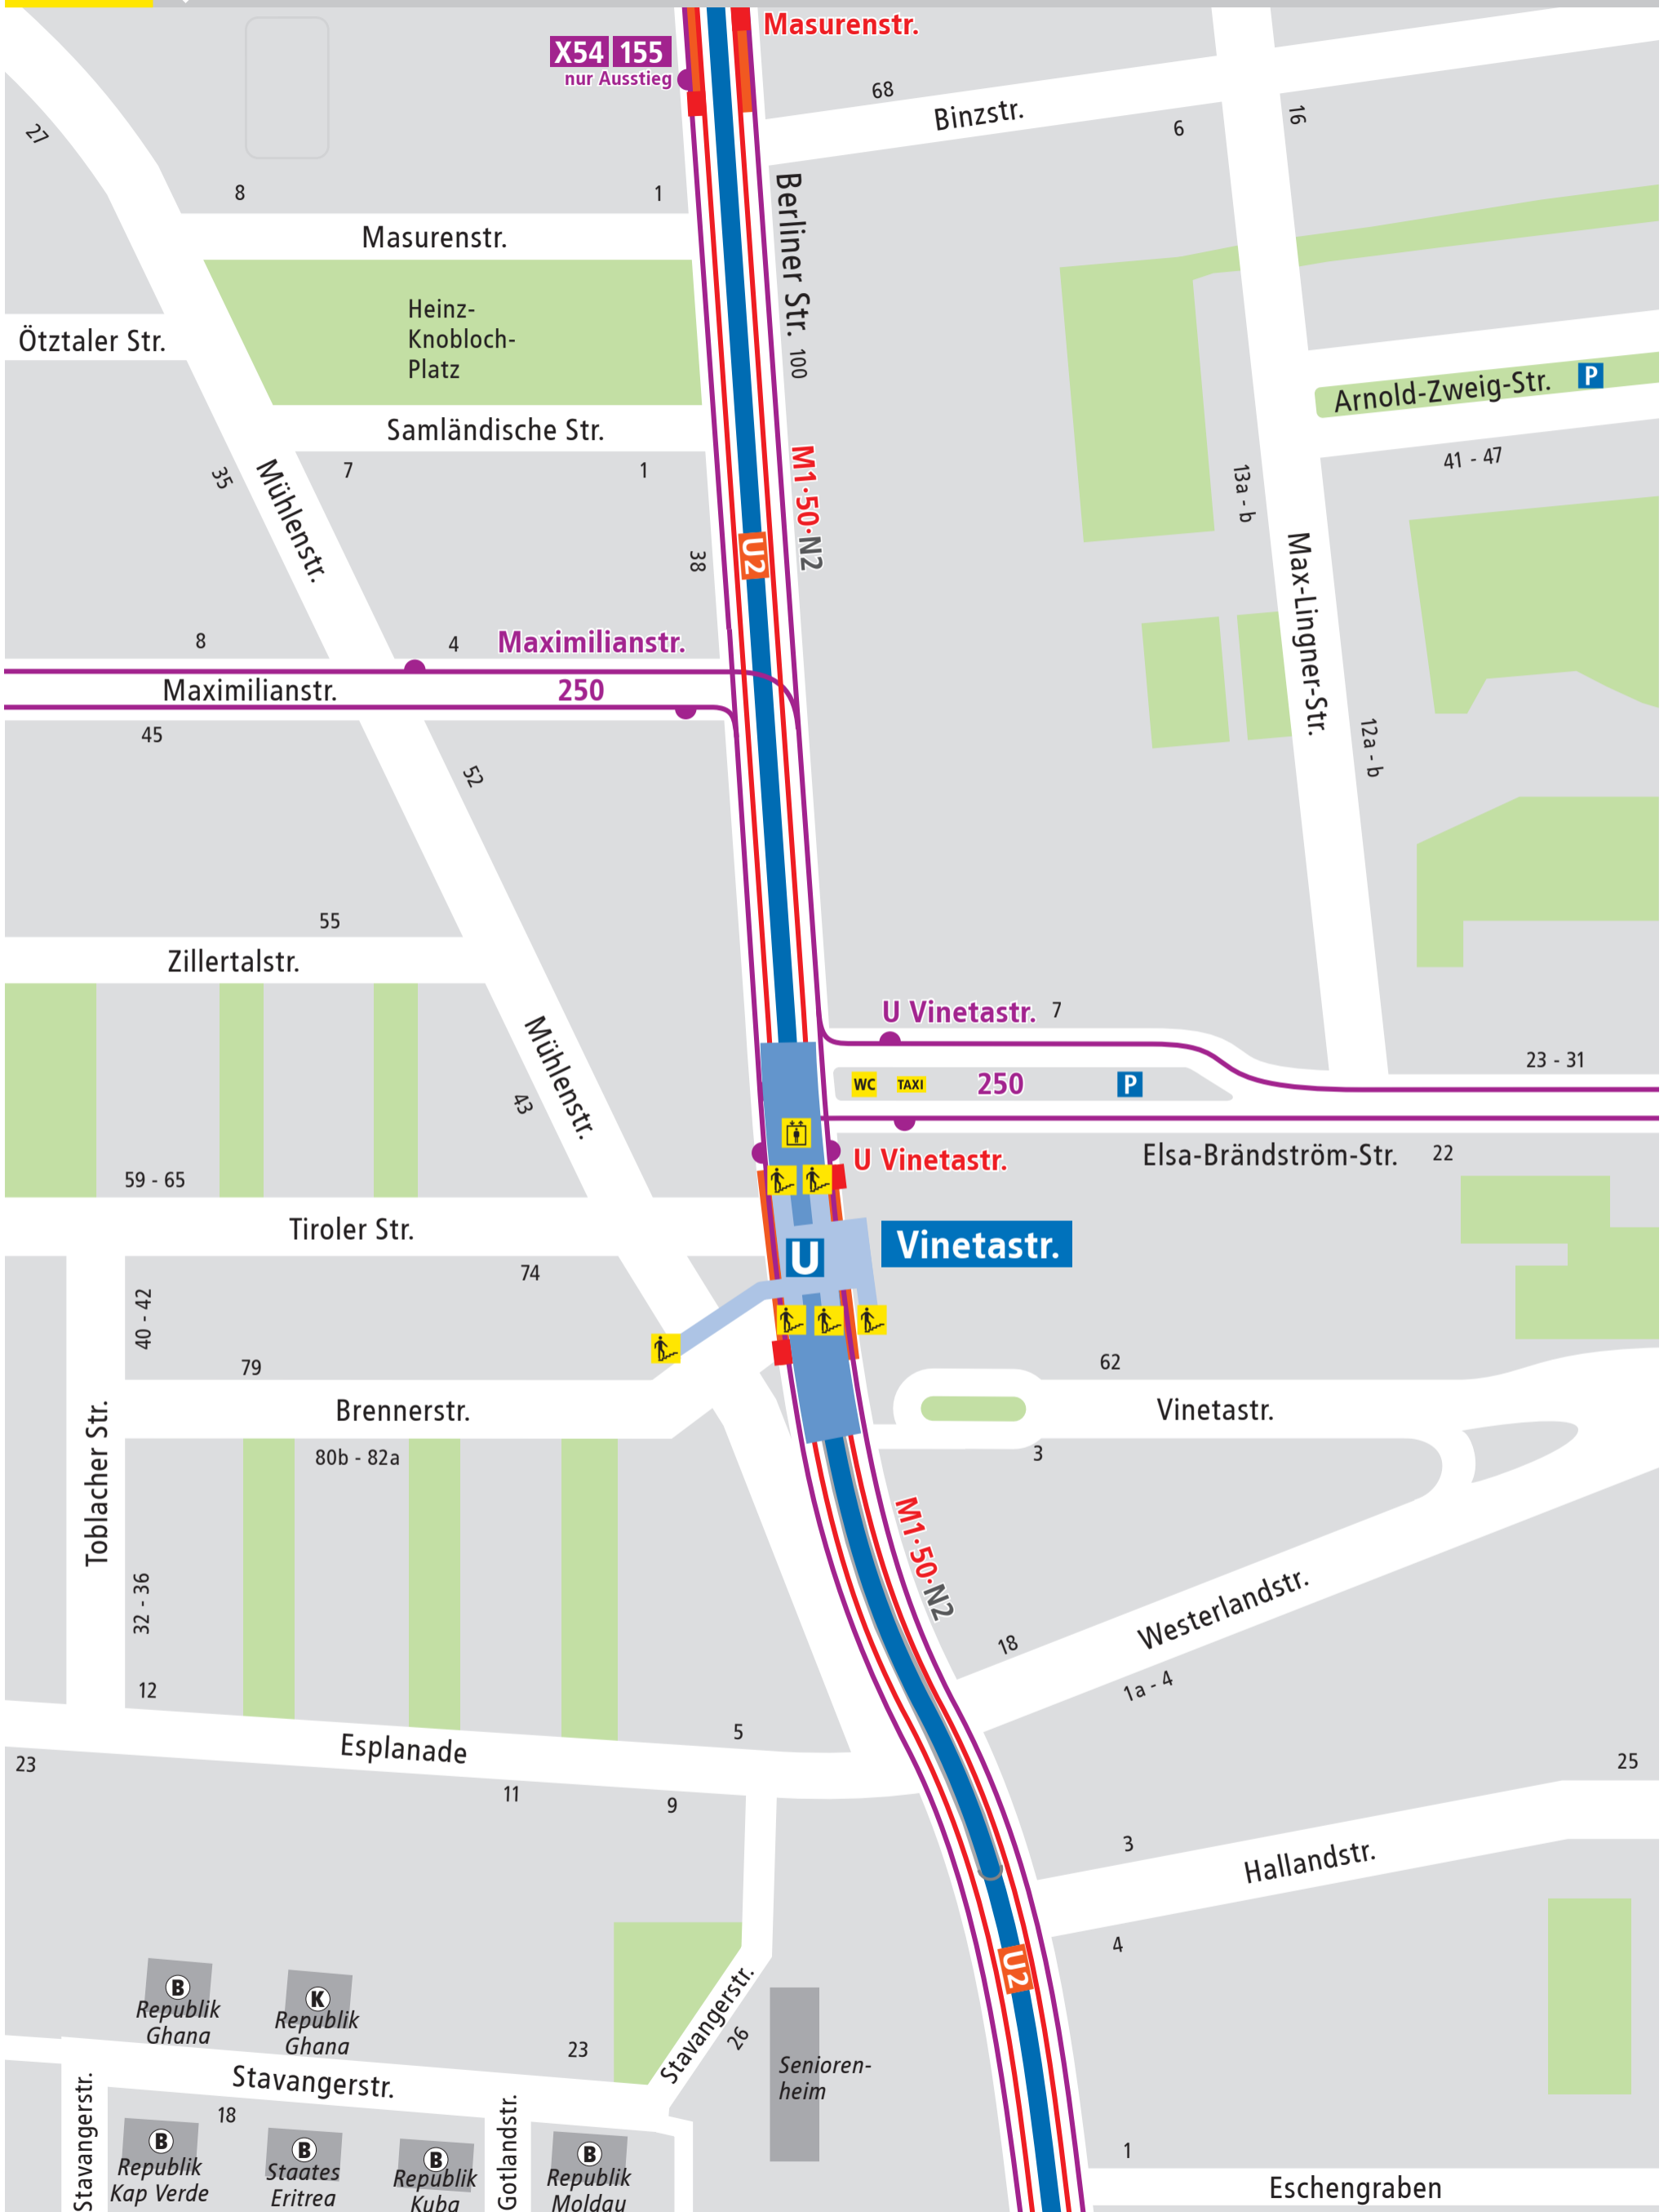 Masurenstr.
X54 155
nur Ausstieg
68
Binzstr.
6
16
27
8
1
Masurenstr.
Berliner Str.
100
Heinz-
Knobloch-
Platz
Ötztaler Str.
Arnold-Zweig-Str. P
41 - 47
Samländische Str.
7
1
35
Mühlenstr.
M1·50·N2
13a - b
38
U2
Max-Lingner-Str.
8
4
Maximilianstr.
Maximilianstr.
250
45
52
12a - b
55
Zillertalstr.
U Vinetastr.
7
Mühlenstr.
43
23 - 31
WC TAXI 250 P
U Vinetastr.
Elsa-Brändström-Str.
22
59 - 65
Tiroler Str.
U
Vinetastr.
74
40 - 42
79
62
Brennerstr.
Vinetastr.
80b - 82a
3
Toblacher Str.
M1·50·N2
32 - 36
Westerlandstr.
18
1a - 4
12
5
Esplanade
23
11
9
25
3
Hallandstr.
4
U2
B
Republik
Ghana
K
Republik
Ghana
23
Stavangerstr.
26
Senioren-
heim
Stavangerstr.
18
Stavangerstr.
Gotlandstr.
B
Republik
Kap Verde
B
Staates
Eritrea
B
Republik
Kuba
B
Republik
Moldau
1
Eschengraben